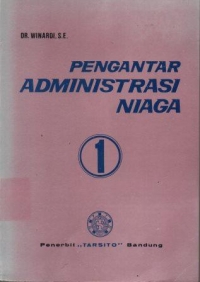 DR. WINARDI. S.E.
PENGANTAR
ADMINISTRASI
NIAGA
1
Penerbit „TARSITO" Bandung